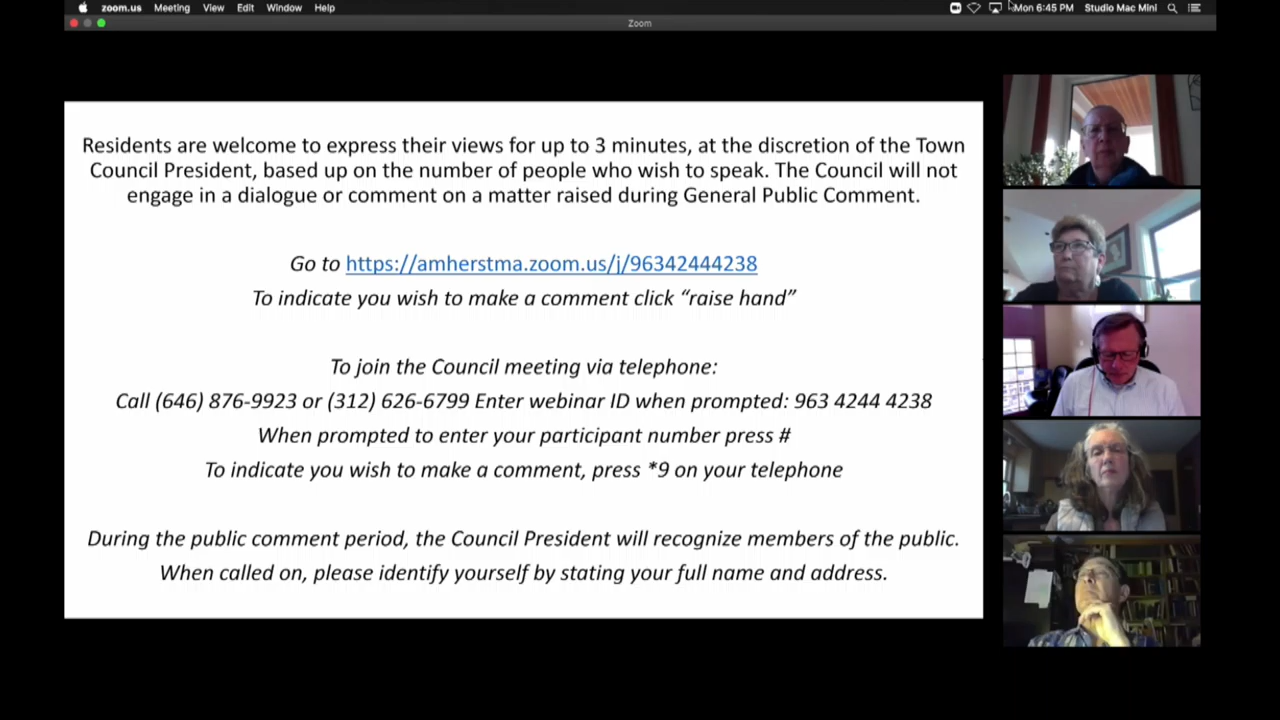 zoom.us Meeting View Edit Window Help Mon 6:45 PM Studio Mac Mini
Zoom
Residents are welcome to express their views for up to 3 minutes, at the discretion of the Town
Council President, based up on the number of people who wish to speak. The Council will not
engage in a dialogue or comment on a matter raised during General Public Comment.
Go to https://amherstma.zoom.us/j/96342444238
To indicate you wish to make a comment click “raise hand”
To join the Council meeting via telephone:
Call (646) 876-9923 or (312) 626-6799 Enter webinar ID when prompted: 963 4244 4238
When prompted to enter your participant number press #
To indicate you wish to make a comment, press *9 on your telephone
During the public comment period, the Council President will recognize members of the public.
When called on, please identify yourself by stating your full name and address.